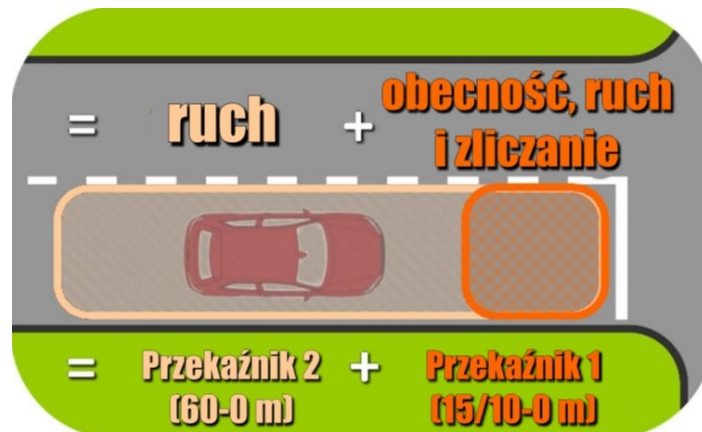 = ruch + obecność, ruch
i zliczanie
= Przekaźnik 2 + Przekaźnik 1
(60-0 m) (15/10-0 m)